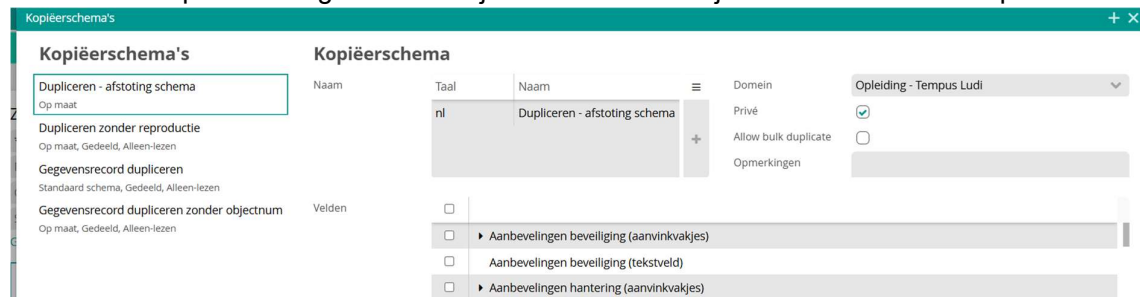 Kopiëerschema's
Kopiëerschema's
Dupliceren - afstoting schema
Op maat
Dupliceren zonder reproductie
Op maat, Gedeeld, Alleen-lezen
Gegevensrecord dupliceren
Standaard schema, Gedeeld, Alleen-lezen
Gegevensrecord dupliceren zonder objectnum
Op maat, Gedeeld, Alleen-lezen
Kopiëerschema
Naam
Taal Naam
nl Dupliceren - afstoting schema
Domein Opleiding - Tempus Ludi
Privé
Allow bulk duplicate
Opmerkingen
Velden
Aanbevelingen beveiliging (aanvinkvakjes)
Aanbevelingen beveiliging (tekstveld)
Aanbevelingen hantering (aanvinkvakjes)